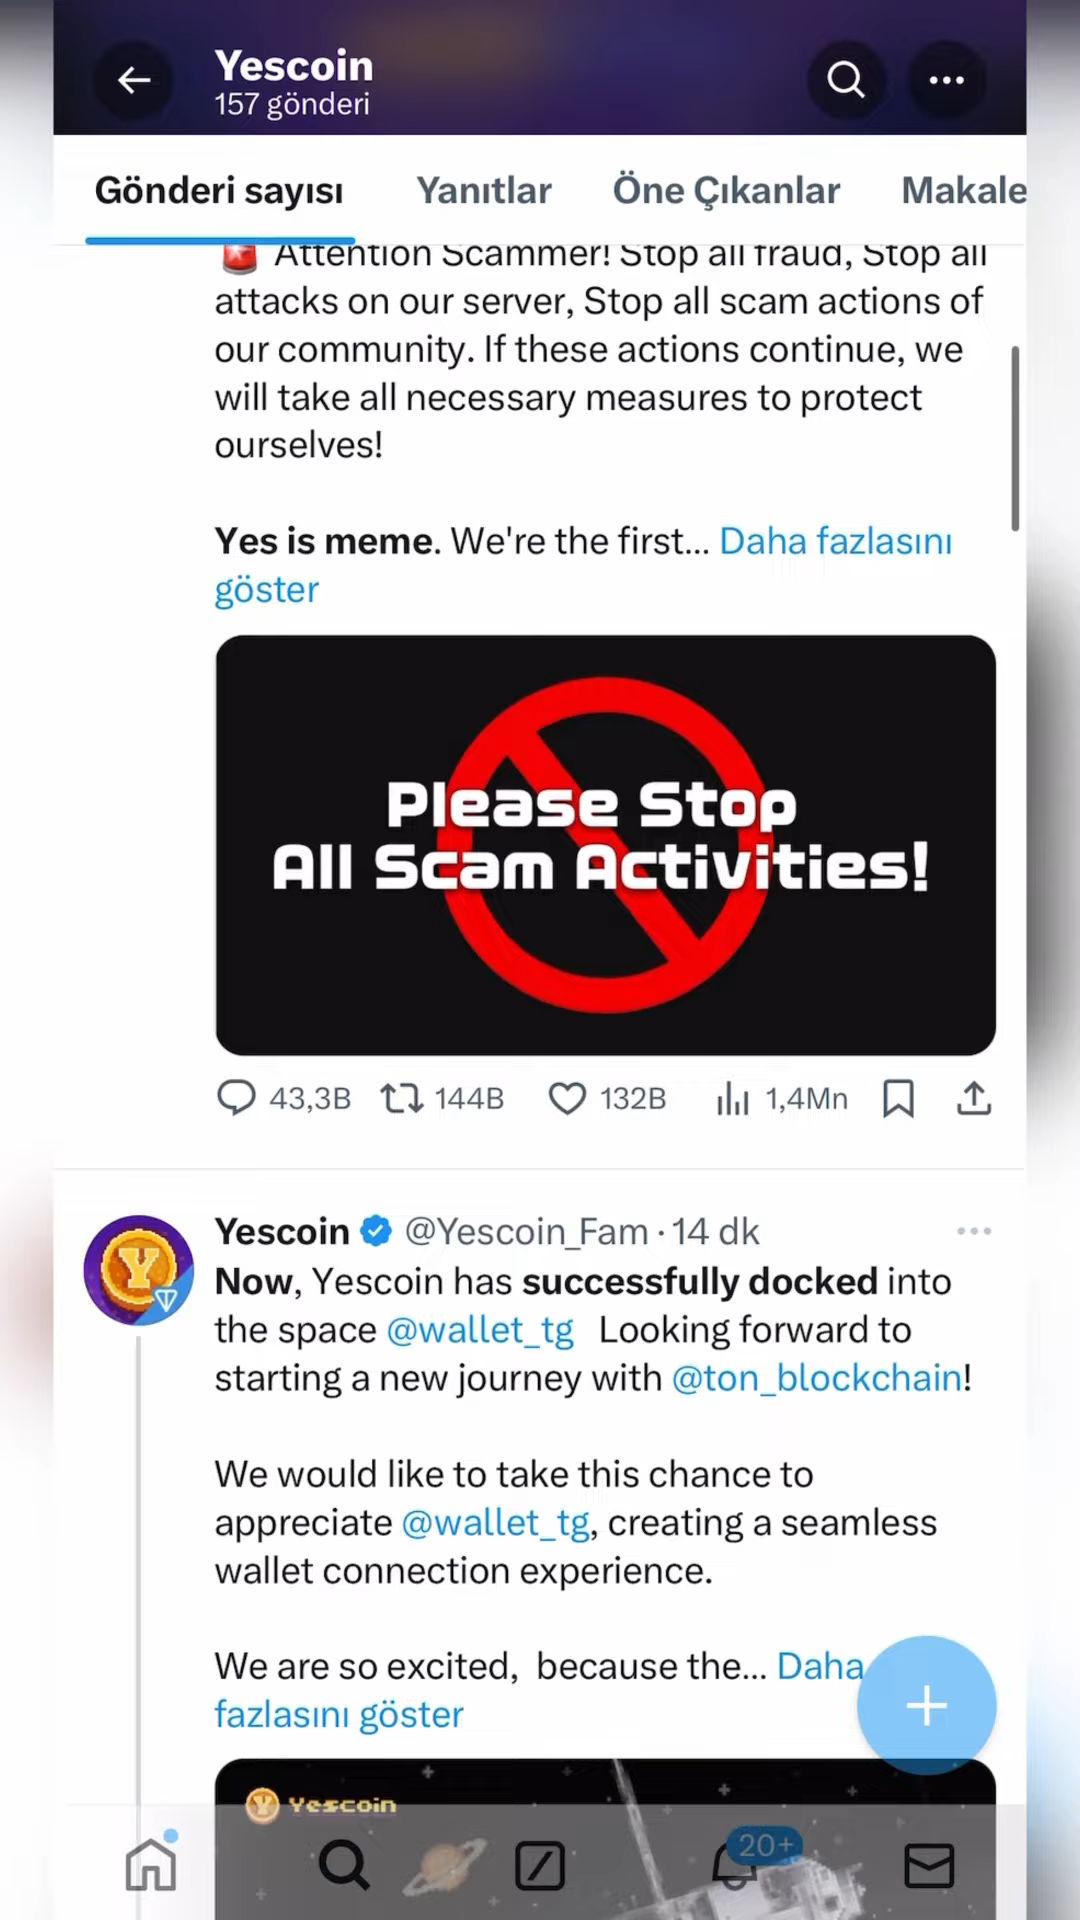 Yescoin
157 gönderi
Gönderi sayısı Yanıtlar Öne Çıkanlar Makale
Attention Scammer! Stop all fraud, Stop all
attacks on our server, Stop all scam actions of
our community. If these actions continue, we
will take all necessary measures to protect
ourselves!
Yes is meme. We're the first... Daha fazlasını
göster
Please Stop
All Scam Activities!
43,3B 144B 132B 1,4Mn
Yescoin @Yescoin_Fam · 14 dk
Now, Yescoin has successfully docked into
the space @wallet_tg Looking forward to
starting a new journey with @ton_blockchain!
We would like to take this chance to
appreciate @wallet_tg, creating a seamless
wallet connection experience.
We are so excited, because the... Daha
fazlasını göster
Yescoin
20+